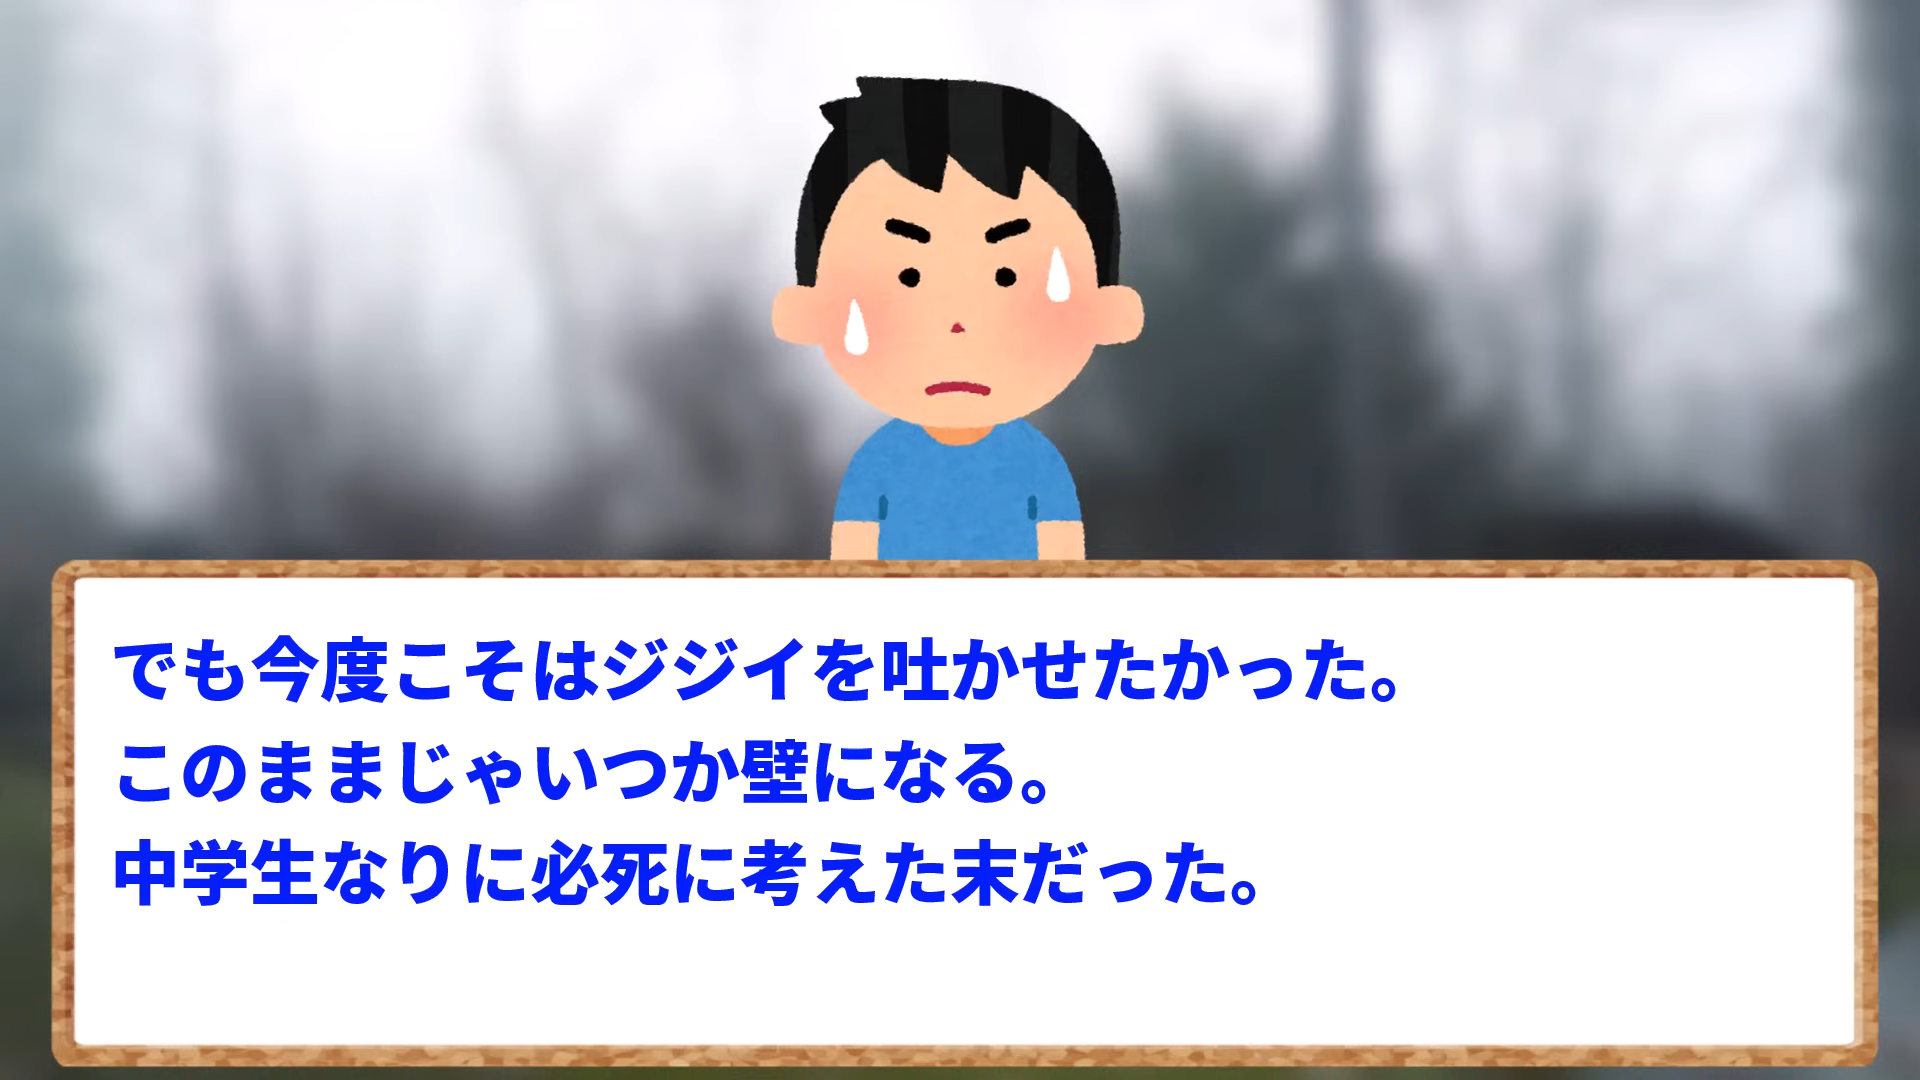 でも今度こそはジジイを吐かせたかった。
このままじゃいつか壁になる。
中学生なりに必死に考えた末だった。